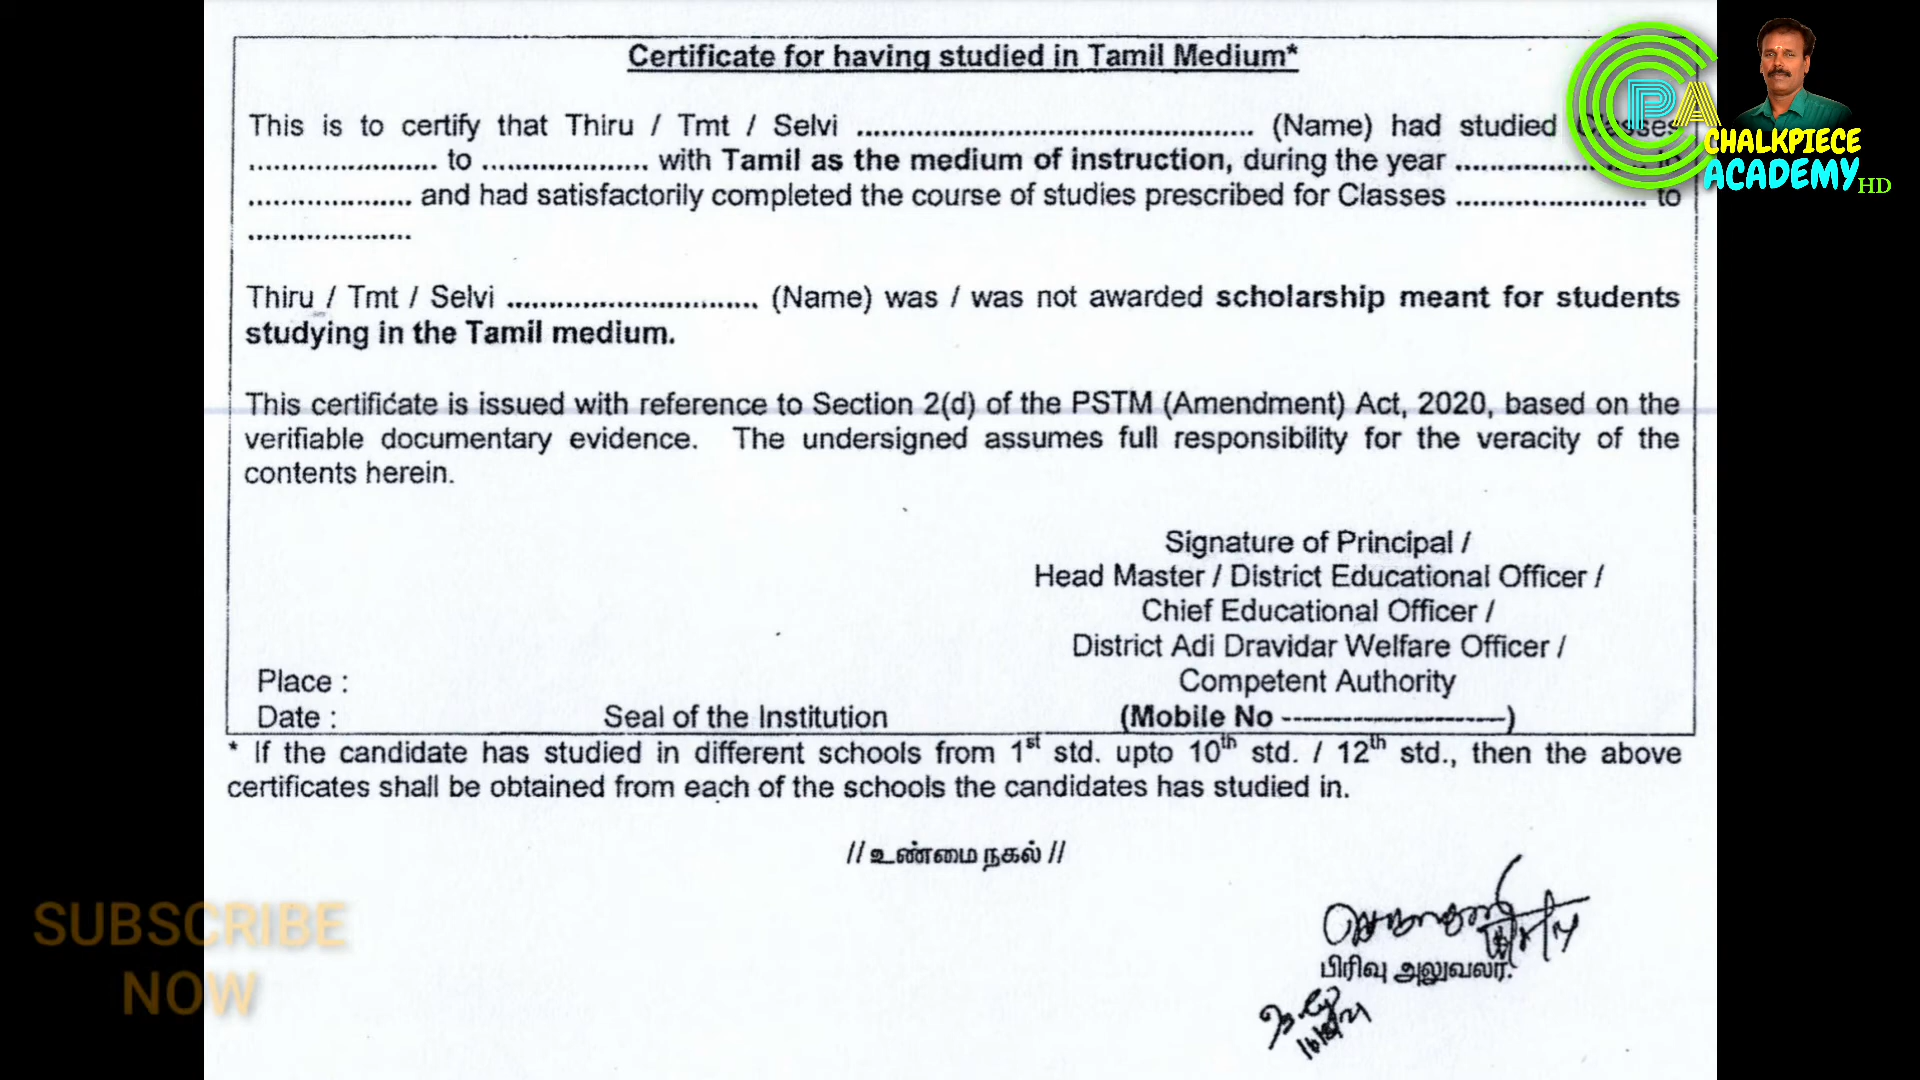 Certificate for having studied in Tamil Medium*
This is to certify that Thiru / Tmt / Selvi ............................................... (Name) had studied Classes
...................... to .................... with Tamil as the medium of instruction, during the year ...................... to
.................... and had satisfactorily completed the course of studies prescribed for Classes ....................... to
....................
Thiru / Tmt / Selvi .............................. (Name) was / was not awarded scholarship meant for students
studying in the Tamil medium.
This certificate is issued with reference to Section 2(d) of the PSTM (Amendment) Act, 2020, based on the
verifiable documentary evidence. The undersigned assumes full responsibility for the veracity of the
contents herein.
Signature of Principal /
Head Master / District Educational Officer /
Chief Educational Officer /
District Adi Dravidar Welfare Officer /
Place :
Competent Authority
Date :
Seal of the Institution
(Mobile No ----------------------)
* If the candidate has studied in different schools from 1st std. upto 10th std. / 12th std., then the above
certificates shall be obtained from each of the schools the candidates has studied in.
// உண்மை நகல் //
பிரிவு அலுவலர்.
CPA
CHALKPIECE
ACADEMY HD
SUBSCRIBE
NOW